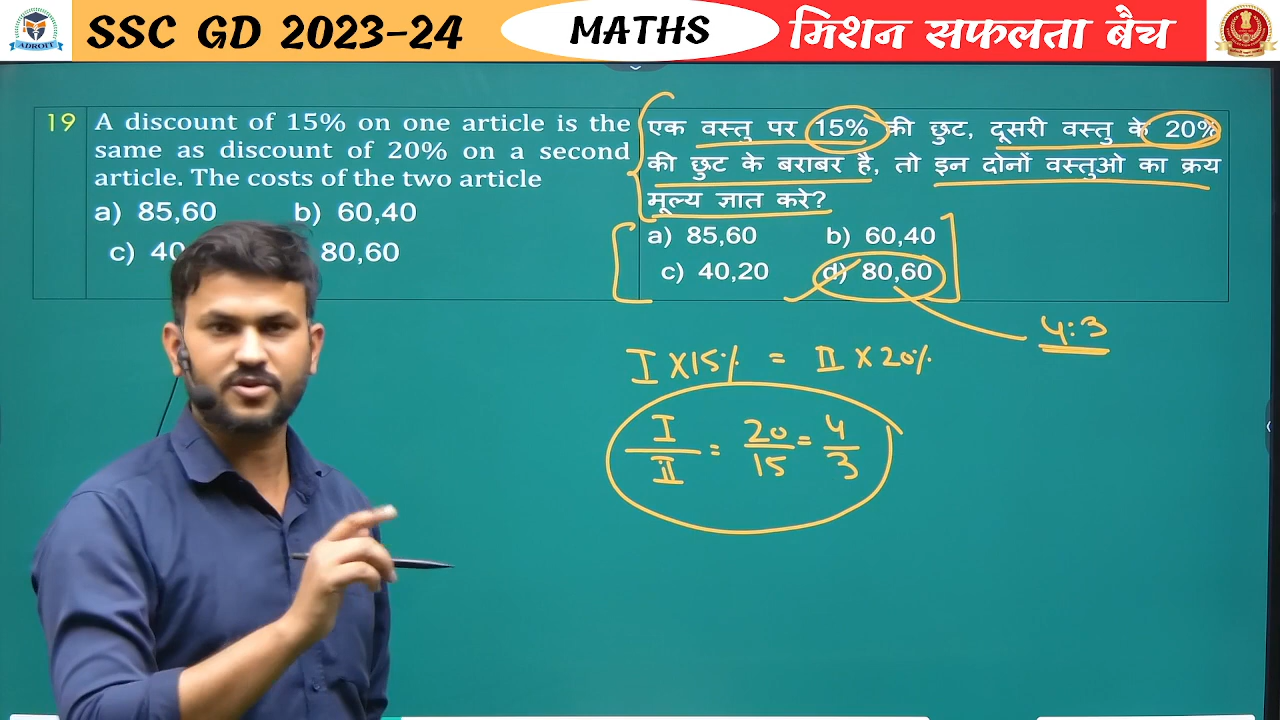 SSC GD 2023-24
MATHS
मिशन सफलता बैच
ADROIT
19
A discount of 15% on one article is the
same as discount of 20% on a second
article. The costs of the two article
a) 85,60 b) 60,40
c) 40 80,60
एक वस्तु पर 15% की छुट, दूसरी वस्तु के 20%
की छुट के बराबर है, तो इन दोनों वस्तुओ का क्रय
मूल्य ज्ञात करे?
a) 85,60 b) 60,40
c) 40,20 d) 80,60
4:3
I X 15% = II X 20%
I/II = 20/15 = 4/3